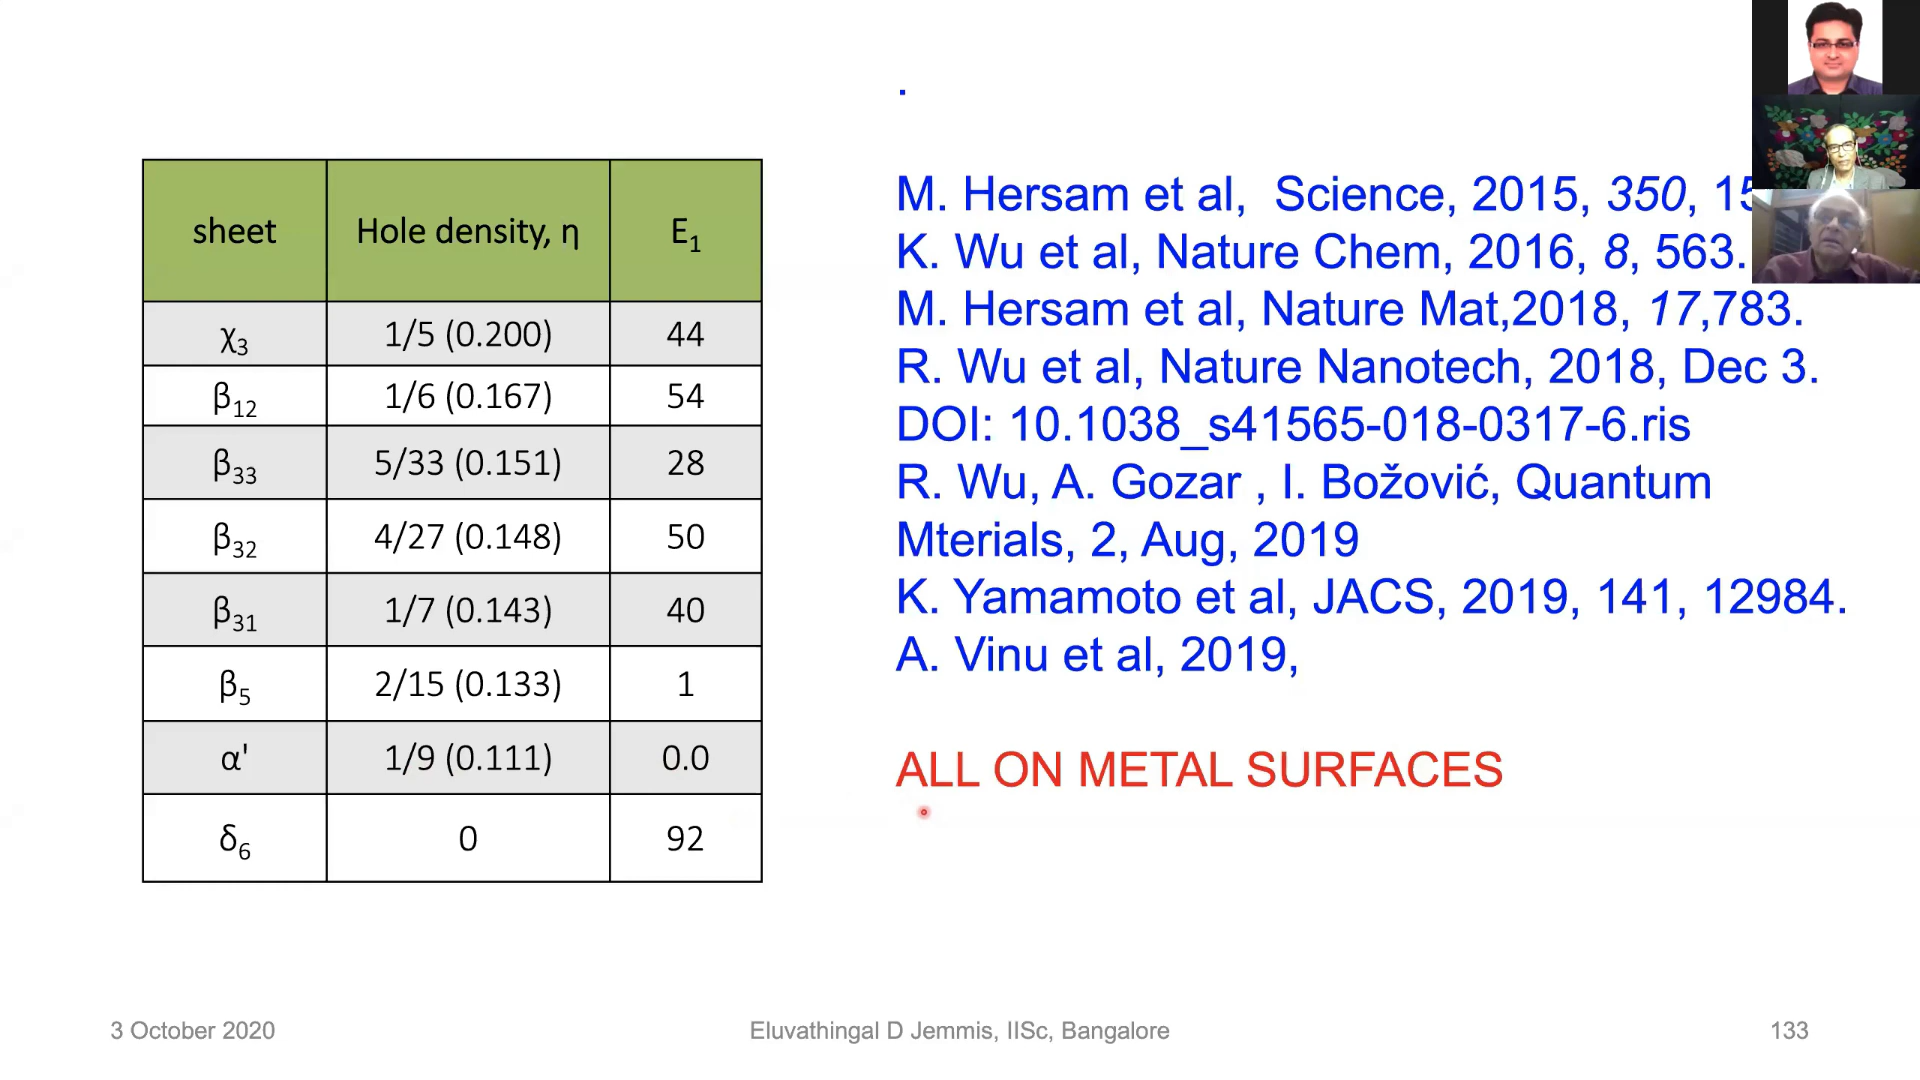 .
sheet Hole density, η E₁
χ₃ 1/5 (0.200) 44
β₁₂ 1/6 (0.167) 54
β₃₃ 5/33 (0.151) 28
β₃₂ 4/27 (0.148) 50
β₃₁ 1/7 (0.143) 40
β₅ 2/15 (0.133) 1
α' 1/9 (0.111) 0.0
δ₆ 0 92
M. Hersam et al, Science, 2015, 350,
K. Wu et al, Nature Chem, 2016, 8, 563.
M. Hersam et al, Nature Mat,2018, 17,783.
R. Wu et al, Nature Nanotech, 2018, Dec 3.
DOI: 10.1038_s41565-018-0317-6.ris
R. Wu, A. Gozar , I. Božović, Quantum
Mterials, 2, Aug, 2019
K. Yamamoto et al, JACS, 2019, 141, 12984.
A. Vinu et al, 2019,
ALL ON METAL SURFACES
3 October 2020
Eluvathingal D Jemmis, IISc, Bangalore
133